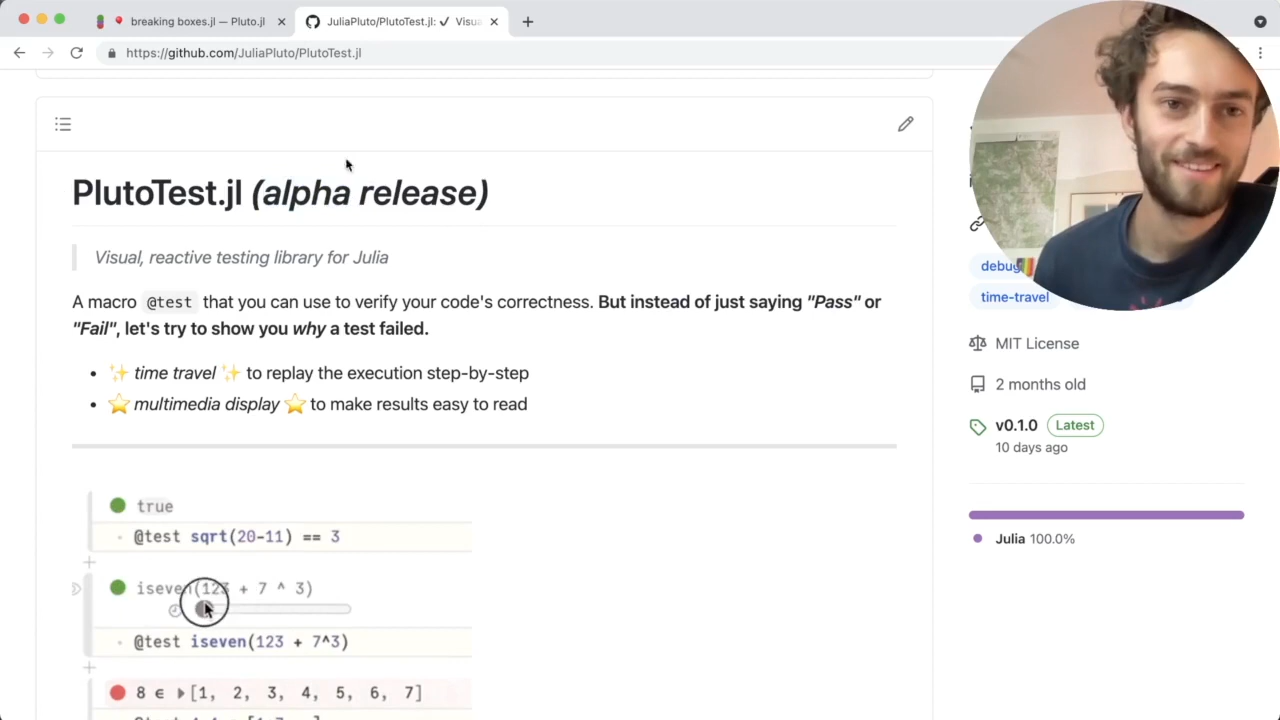 breaking boxes.jl — Pluto.jl
JuliaPluto/PlutoTest.jl: ✔ Visua
https://github.com/JuliaPluto/PlutoTest.jl
PlutoTest.jl (alpha release)
Visual, reactive testing library for Julia
A macro @test that you can use to verify your code's correctness. But instead of just saying "Pass" or
"Fail", let's try to show you why a test failed.
• ✨ time travel ✨ to replay the execution step-by-step
• ⭐ multimedia display ⭐ to make results easy to read
true
@test sqrt(20-11) == 3
iseven(123 + 7 ^ 3)
@test iseven(123 + 7^3)
8 ∈ [1, 2, 3, 4, 5, 6, 7]
debug
time-travel
MIT License
2 months old
v0.1.0 Latest
10 days ago
Julia 100.0%